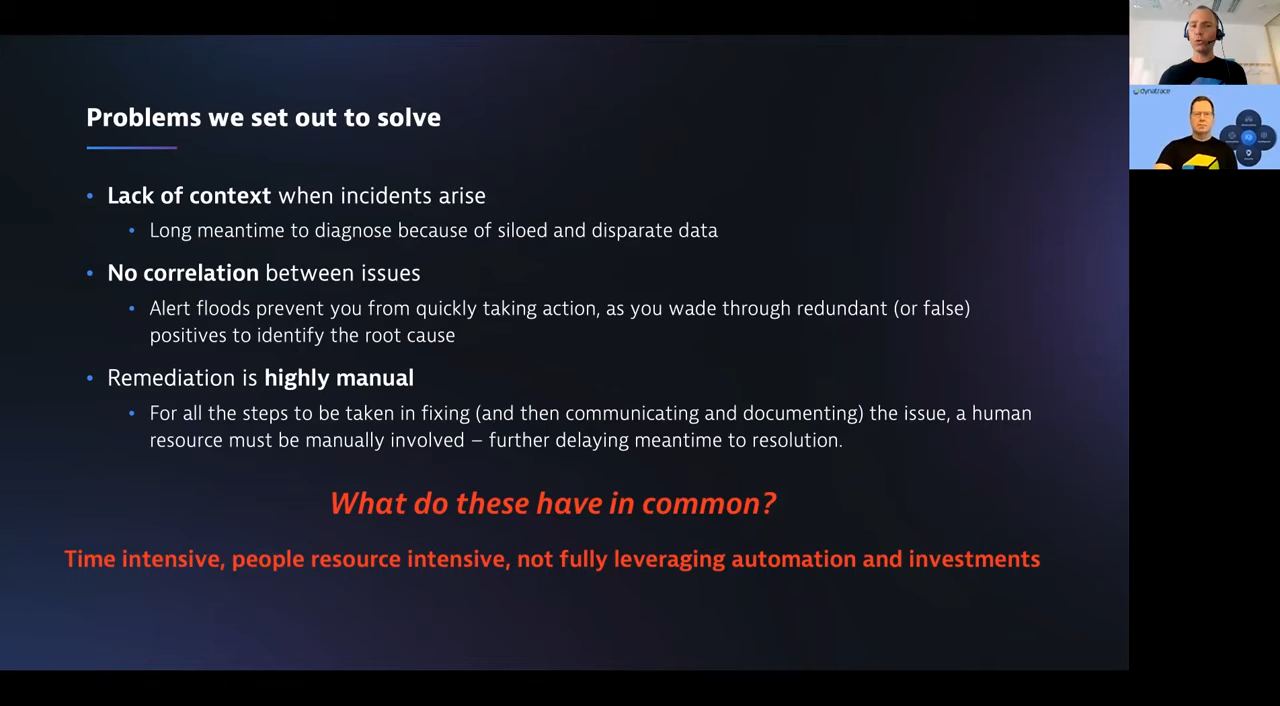 Problems we set out to solve
• Lack of context when incidents arise
• Long meantime to diagnose because of siloed and disparate data
• No correlation between issues
• Alert floods prevent you from quickly taking action, as you wade through redundant (or false)
positives to identify the root cause
• Remediation is highly manual
• For all the steps to be taken in fixing (and then communicating and documenting) the issue, a human
resource must be manually involved – further delaying meantime to resolution.
What do these have in common?
Time intensive, people resource intensive, not fully leveraging automation and investments
dynatrace